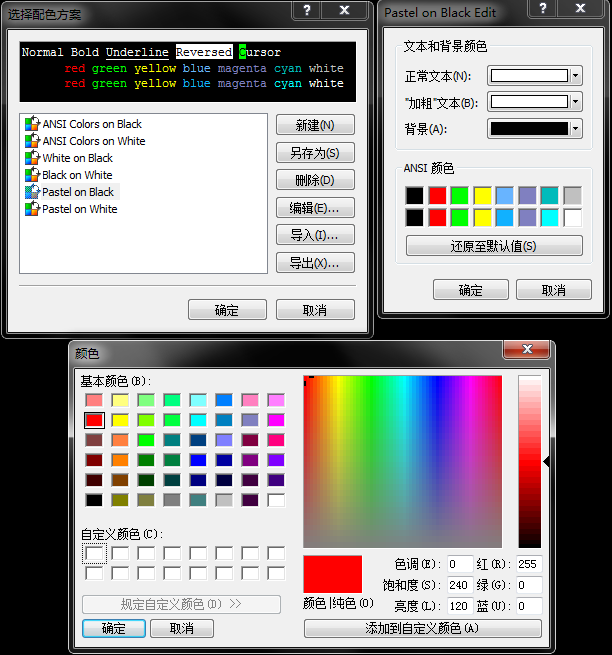 选择配色方案
Normal Bold Underline Reversed Cursor
red green yellow blue magenta cyan white
red green yellow blue magenta cyan white
ANSI Colors on Black
ANSI Colors on White
White on Black
Black on White
Pastel on Black
Pastel on White
新建(N)
另存为(S)
删除(D)
编辑(E)...
导入(I)...
导出(X)...
确定
取消
Pastel on Black Edit
文本和背景颜色
正常文本(N):
"加粗"文本(B):
背景(A):
ANSI 颜色
还原至默认值(S)
确定
取消
颜色
基本颜色(B):
自定义颜色(C):
规定自定义颜色(D) >>
确定
取消
颜色|纯色(O)
色调(E): 0 红(R): 255
饱和度(S): 240 绿(G): 0
亮度(L): 120 蓝(U): 0
添加到自定义颜色(A)